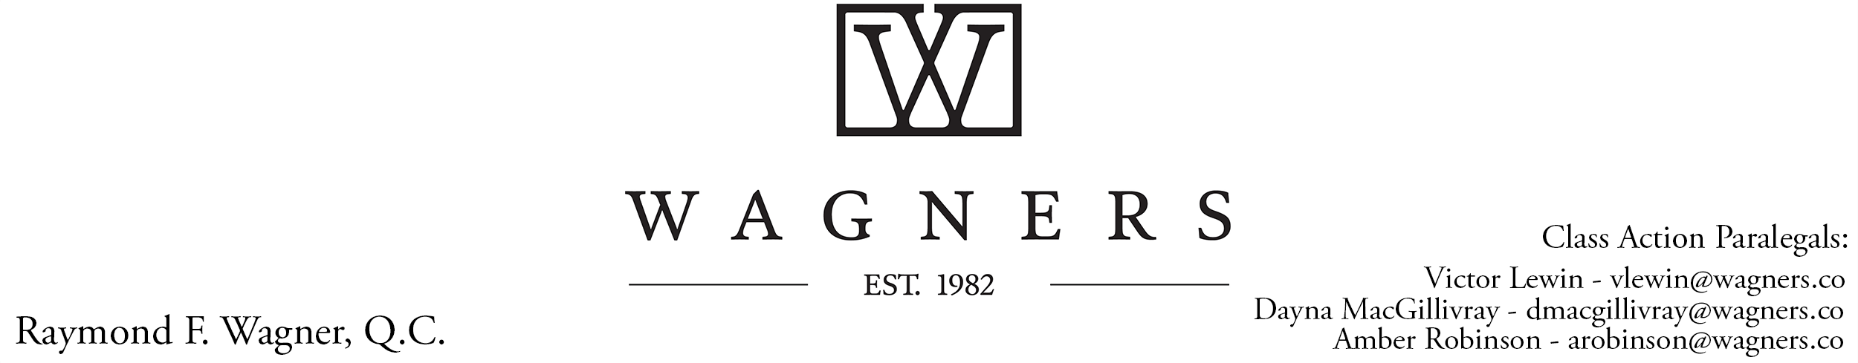 W
WAGNERS
EST. 1982
Raymond F. Wagner, Q.C.
Class Action Paralegals:
Victor Lewin - vlewin@wagners.co
Dayna MacGillivray - dmacgillivray@wagners.co
Amber Robinson - arobinson@wagners.co